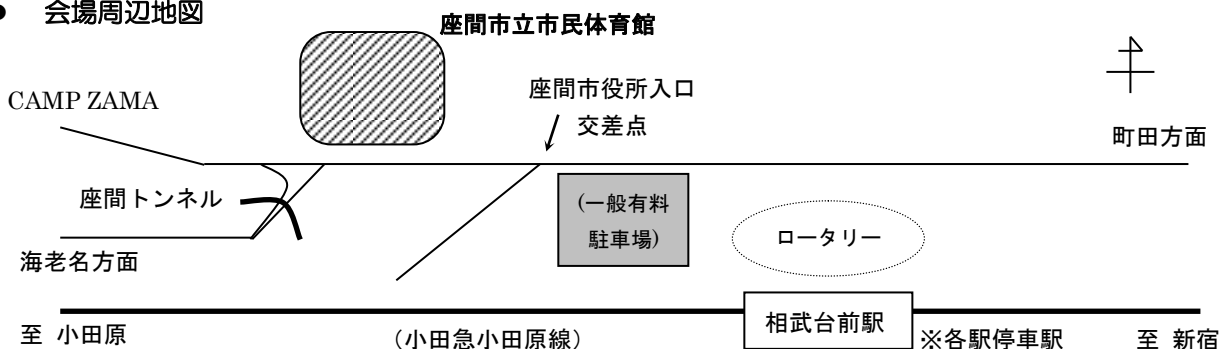 ● 会場周辺地図
座間市立市民体育館
座間市役所入口
交差点
CAMP ZAMA
町田方面
座間トンネル
(一般有料
駐車場)
ロータリー
海老名方面
相武台前駅
至 小田原
（小田急小田原線）
※各駅停車駅
至 新宿